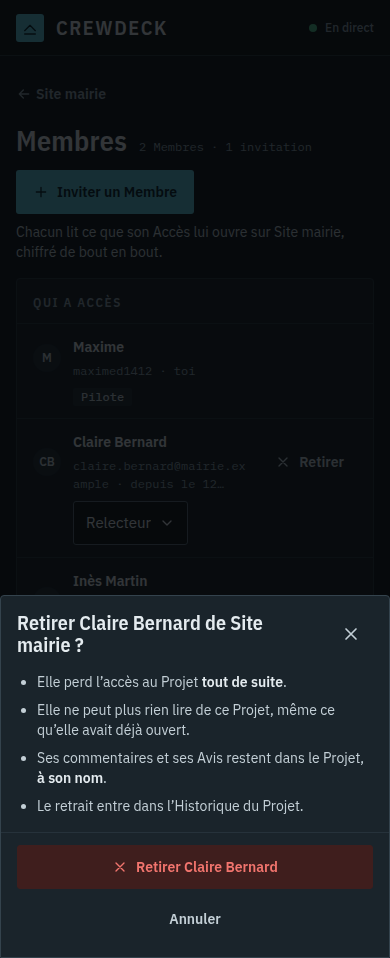 CREWDECK
En direct
← Site mairie
Membres 2 Membres · 1 invitation
+ Inviter un Membre
Chacun lit ce que son Accès lui ouvre sur Site mairie,
chiffré de bout en bout.
QUI A ACCÈS
M
Maxime
maximed1412 · toi
Pilote
CB
Claire Bernard
claire.bernard@mairie.ex
ample · depuis le 12…
Retirer
Relecteur
Inès Martin
Retirer Claire Bernard de Site
mairie ?
• Elle perd l’accès au Projet tout de suite.
• Elle ne peut plus rien lire de ce Projet, même ce
qu’elle avait déjà ouvert.
• Ses commentaires et ses Avis restent dans le Projet,
à son nom.
• Le retrait entre dans l’Historique du Projet.
Retirer Claire Bernard
Annuler